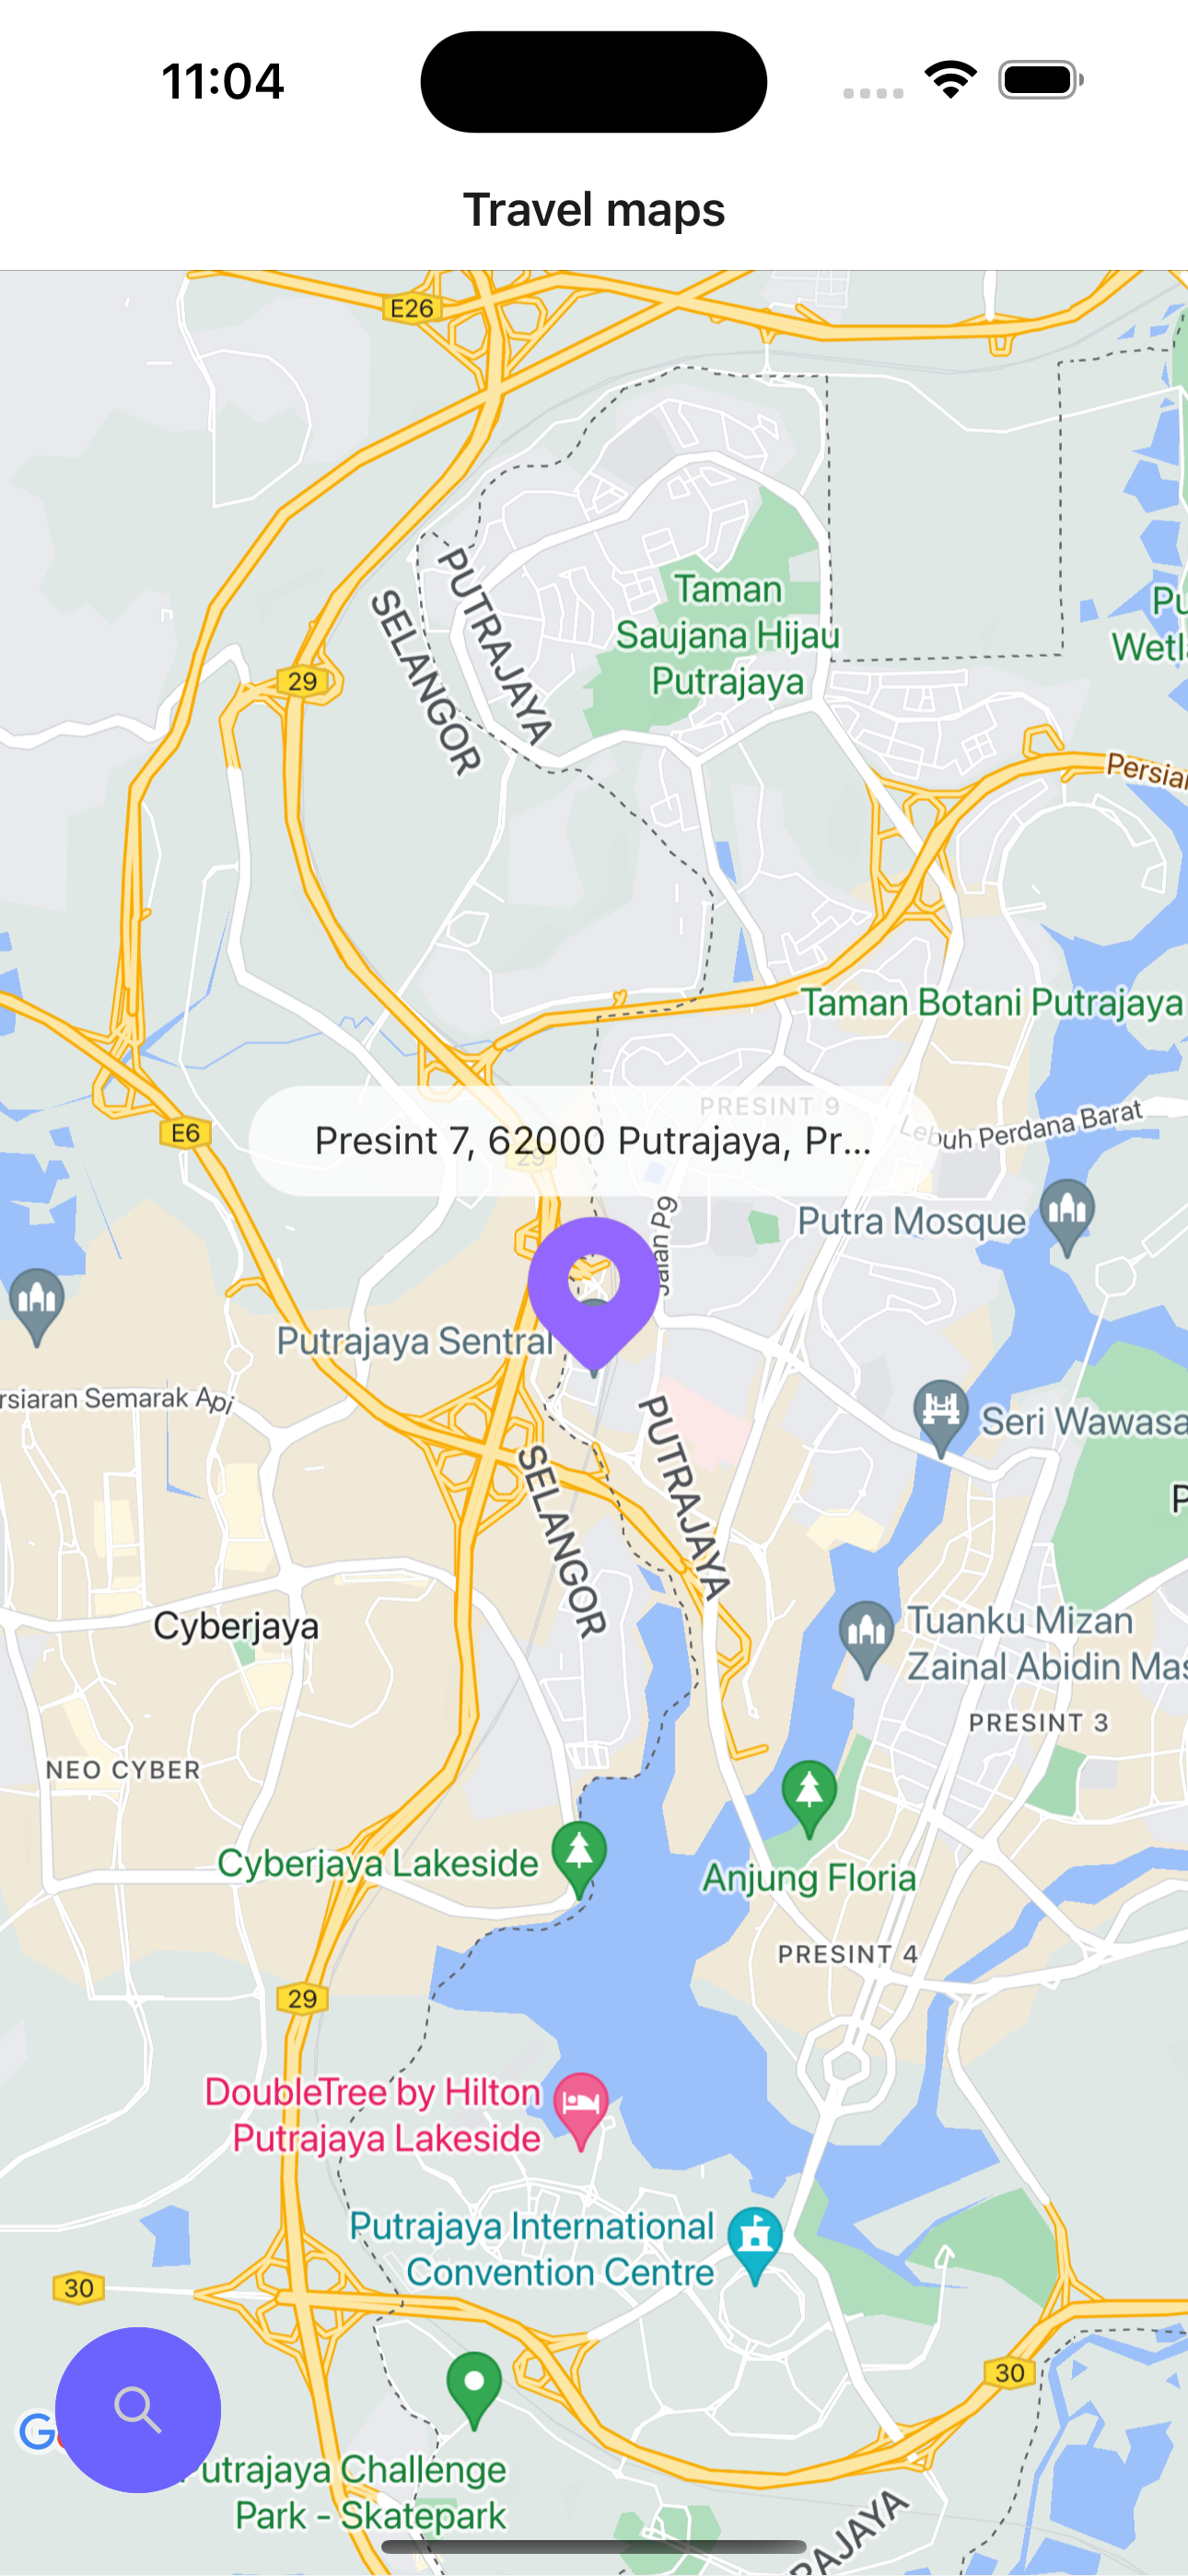 11:04
Travel maps
E26
PUTRAJAYA
SELANGOR
Taman
Saujana Hijau
Putrajaya
Pu
Wetl
29
Persiar
Taman Botani Putrajaya
PRESINT 9
Lebuh Perdana Barat
E6
Presint 7, 62000 Putrajaya, Pr...
29
Putra Mosque
Jalan P9
Putrajaya Sentral
rsiaran Semarak Api
Seri Wawasa
PUTRAJAYA
SELANGOR
P
Cyberjaya
Tuanku Mizan
Zainal Abidin Mas
PRESINT 3
NEO CYBER
Cyberjaya Lakeside
Anjung Floria
PRESINT 4
29
DoubleTree by Hilton
Putrajaya Lakeside
Putrajaya International
Convention Centre
30
30
G
utrajaya Challenge
Park - Skatepark
RAJAYA